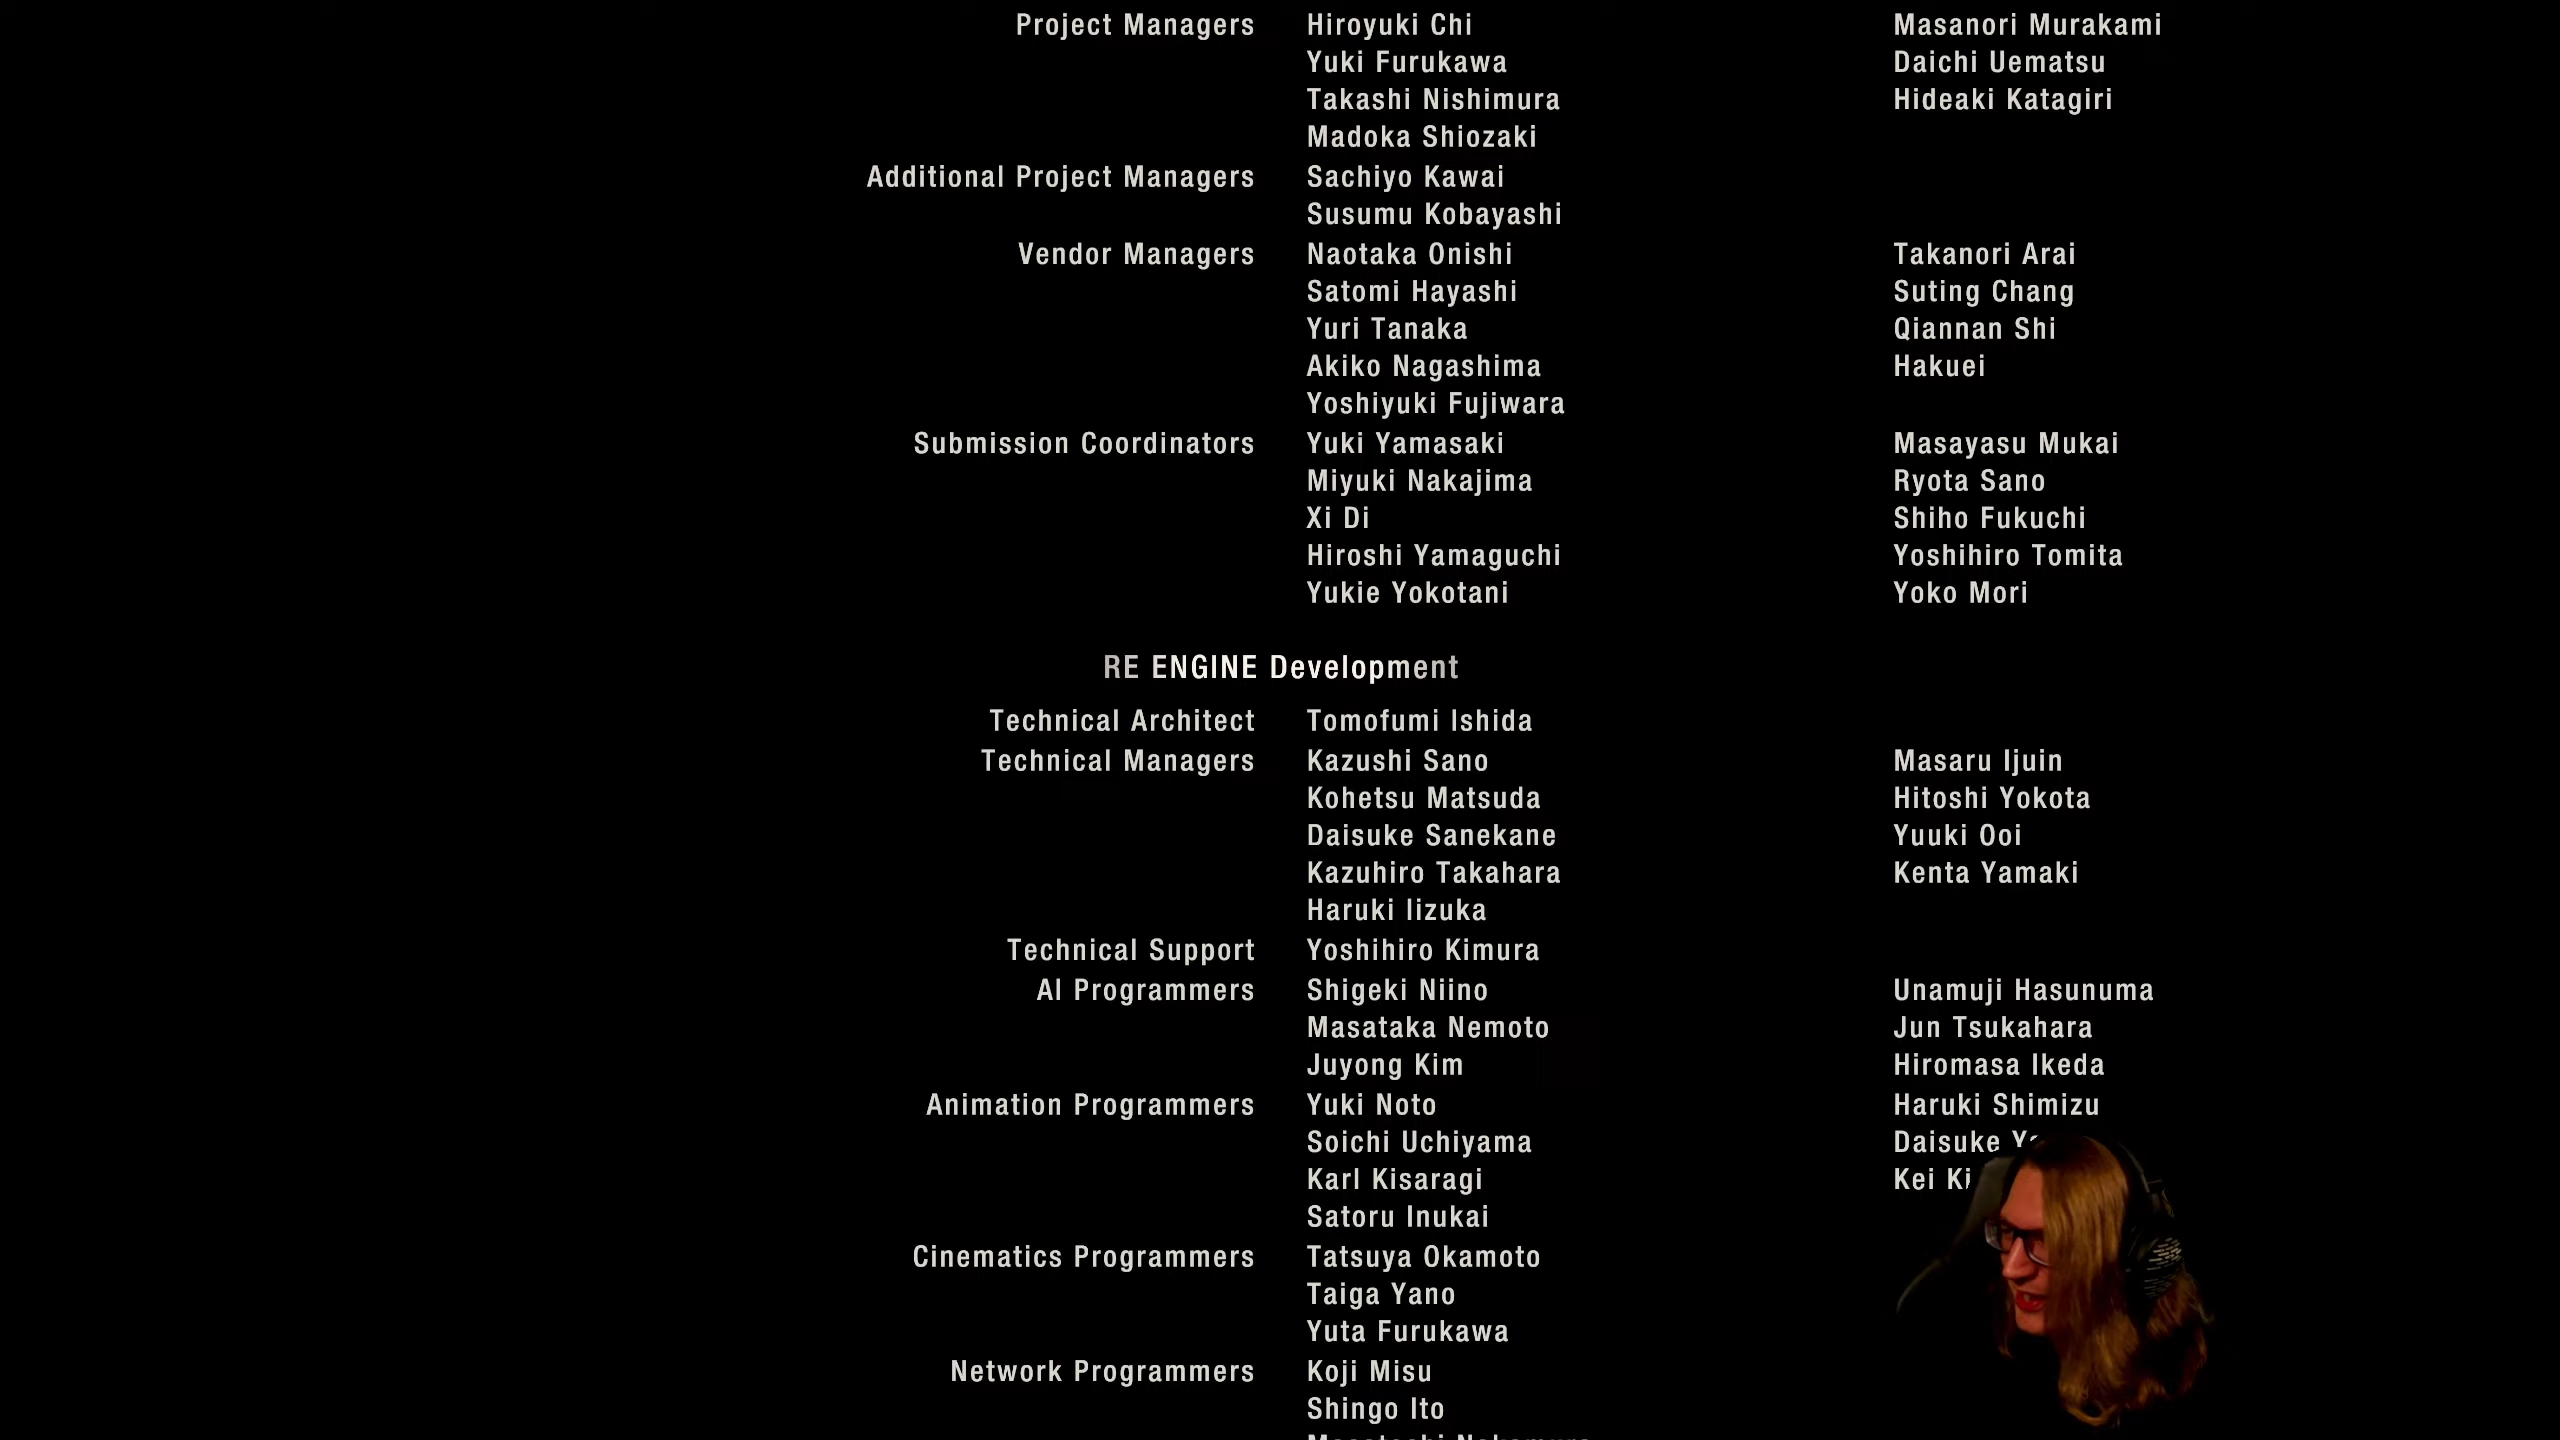 Project Managers Hiroyuki Chi Masanori Murakami
Yuki Furukawa Daichi Uematsu
Takashi Nishimura Hideaki Katagiri
Madoka Shiozaki
Additional Project Managers Sachiyo Kawai
Susumu Kobayashi
Vendor Managers Naotaka Onishi Takanori Arai
Satomi Hayashi Suting Chang
Yuri Tanaka Qiannan Shi
Akiko Nagashima Hakuei
Yoshiyuki Fujiwara
Submission Coordinators Yuki Yamasaki Masayasu Mukai
Miyuki Nakajima Ryota Sano
Xi Di Shiho Fukuchi
Hiroshi Yamaguchi Yoshihiro Tomita
Yukie Yokotani Yoko Mori
RE ENGINE Development
Technical Architect Tomofumi Ishida
Technical Managers Kazushi Sano Masaru Ijuin
Kohetsu Matsuda Hitoshi Yokota
Daisuke Sanekane Yuuki Ooi
Kazuhiro Takahara Kenta Yamaki
Haruki Iizuka
Technical Support Yoshihiro Kimura
AI Programmers Shigeki Niino Unamuji Hasunuma
Masataka Nemoto Jun Tsukahara
Juyong Kim Hiromasa Ikeda
Animation Programmers Yuki Noto Haruki Shimizu
Soichi Uchiyama Daisuke
Karl Kisaragi Kei
Satoru Inukai
Cinematics Programmers Tatsuya Okamoto
Taiga Yano
Yuta Furukawa
Network Programmers Koji Misu
Shingo Ito